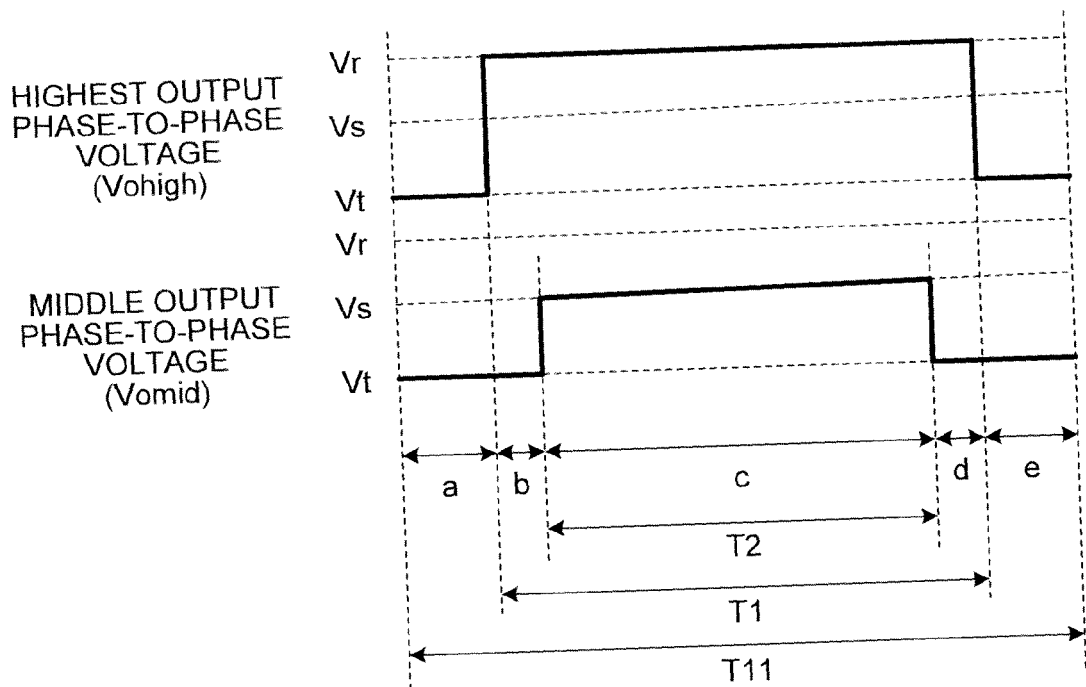 HIGHEST OUTPUT
PHASE-TO-PHASE
VOLTAGE
(Vohigh)
Vr
Vs
Vt
MIDDLE OUTPUT
PHASE-TO-PHASE
VOLTAGE
(Vomid)
Vr
Vs
Vt
a
b
c
d
e
T2
T1
T11